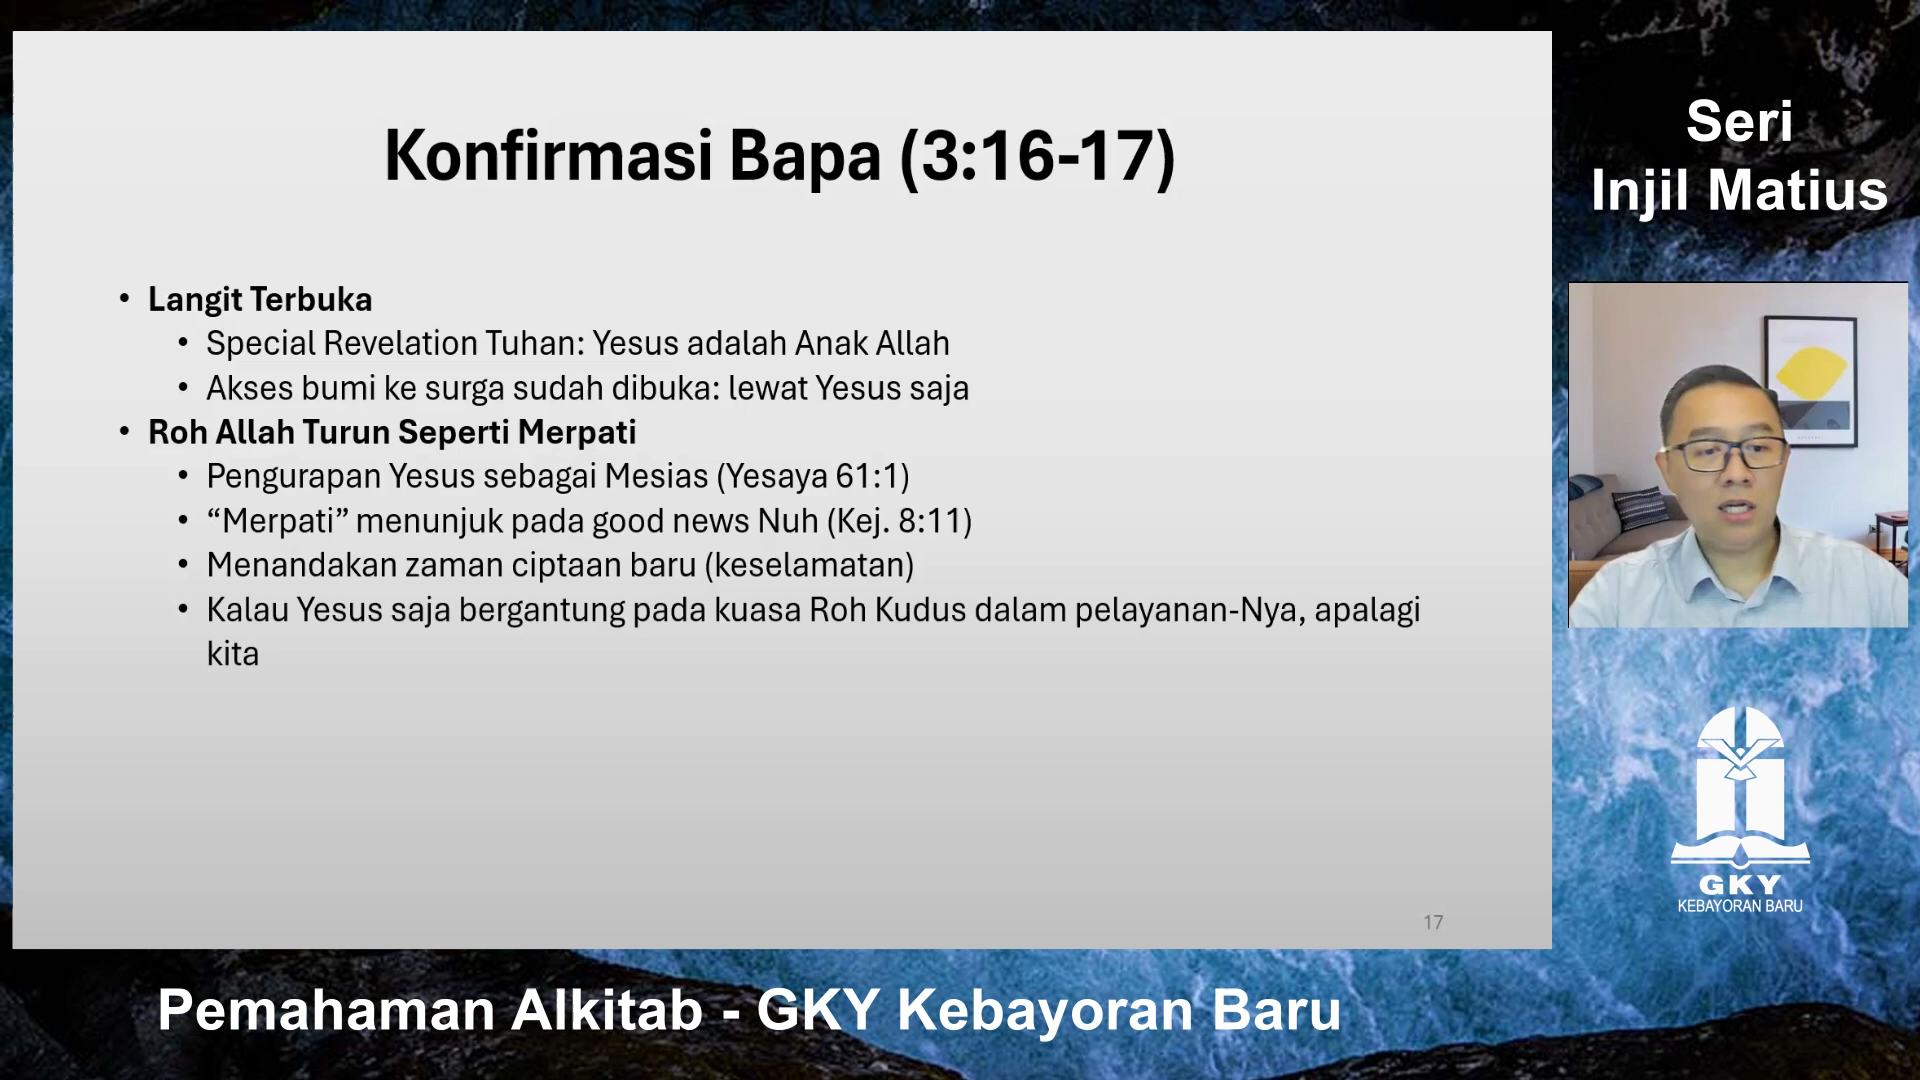 Konfirmasi Bapa (3:16-17)
• Langit Terbuka
• Special Revelation Tuhan: Yesus adalah Anak Allah
• Akses bumi ke surga sudah dibuka: lewat Yesus saja
• Roh Allah Turun Seperti Merpati
• Pengurapan Yesus sebagai Mesias (Yesaya 61:1)
• “Merpati” menunjuk pada good news Nuh (Kej. 8:11)
• Menandakan zaman ciptaan baru (keselamatan)
• Kalau Yesus saja bergantung pada kuasa Roh Kudus dalam pelayanan-Nya, apalagi
kita
17
Seri
Injil Matius
GKY
KEBAYORAN BARU
Pemahaman Alkitab - GKY Kebayoran Baru